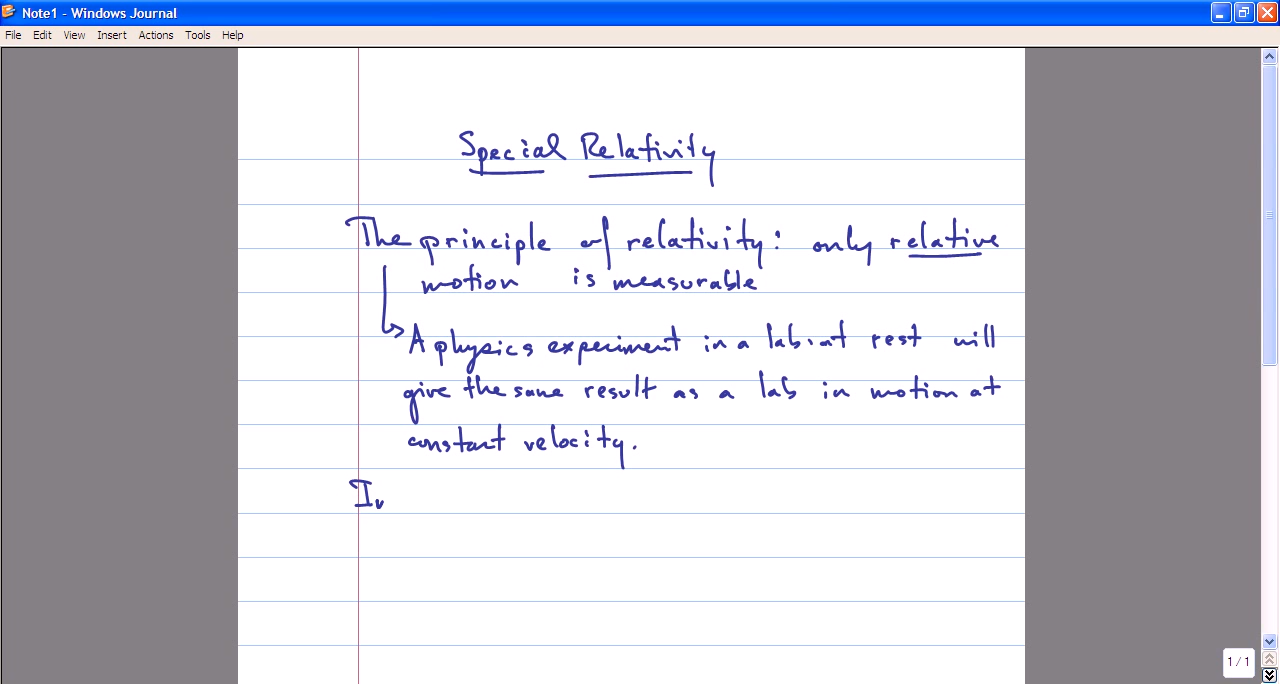 Note1 - Windows Journal
File Edit View Insert Actions Tools Help
Special Relativity
The principle of relativity: only relative
motion is measurable
A physics experiment in a lab at rest will
give the same result as a lab in motion at
constant velocity.
1 / 1